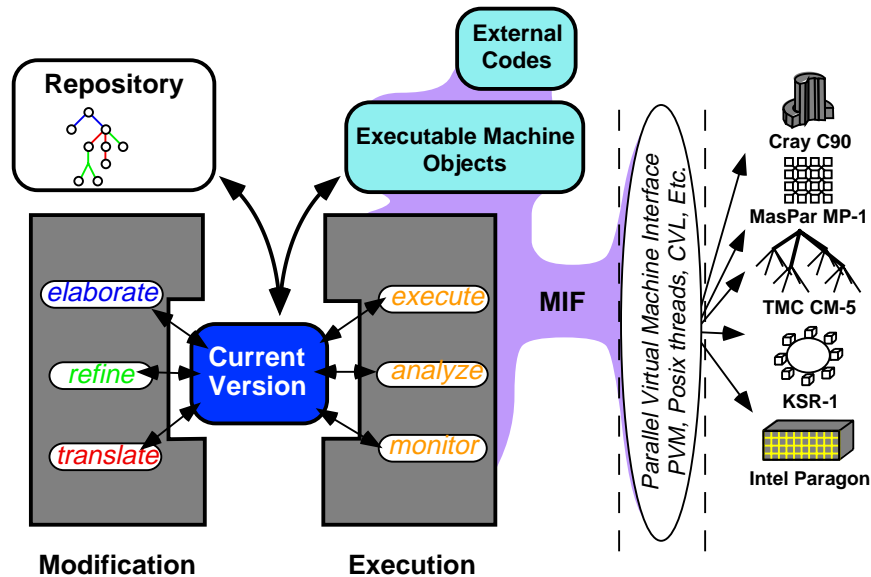 External
Codes
Repository
Executable Machine
Objects
elaborate
refine
translate
Current
Version
execute
analyze
monitor
Modification
Execution
MIF
Parallel Virtual Machine Interface
PVM, Posix threads, CVL, Etc.
Cray C90
MasPar MP-1
TMC CM-5
KSR-1
Intel Paragon